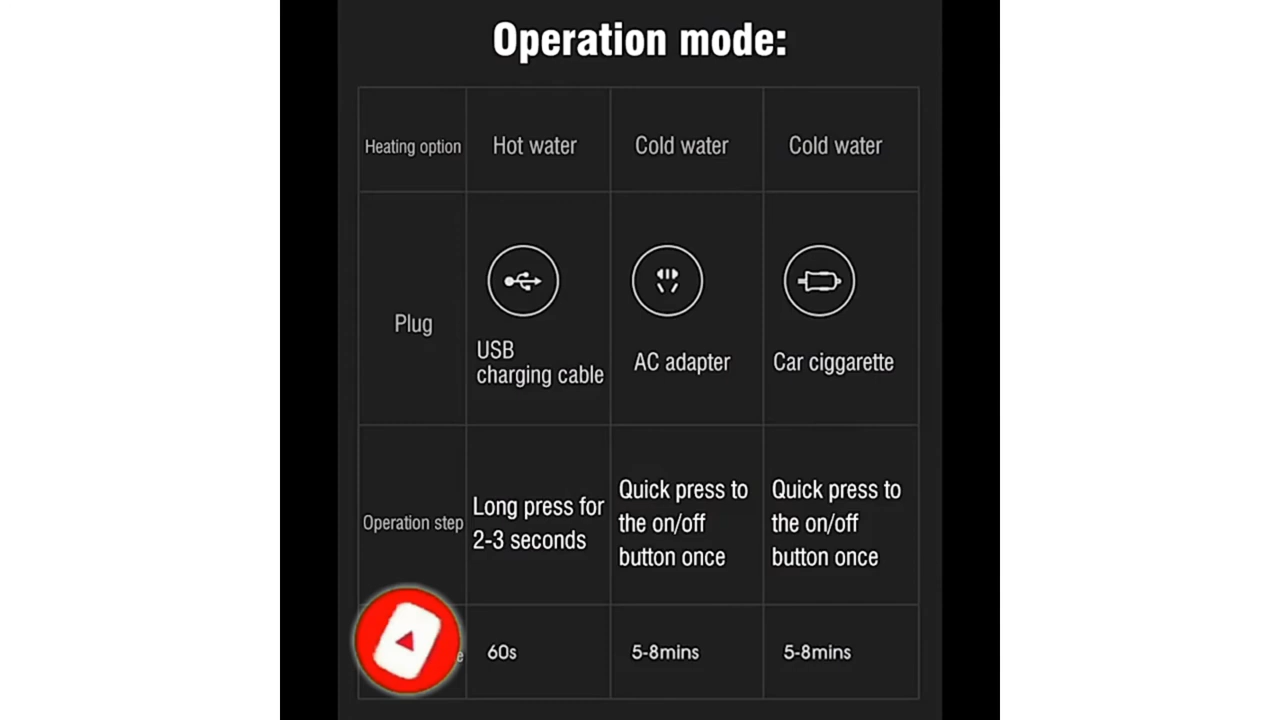 Operation mode:
Heating option Hot water Cold water Cold water
Plug
USB
charging cable
AC adapter
Car ciggarette
Operation step
Long press for
2-3 seconds
Quick press to
the on/off
button once
Quick press to
the on/off
button once
60s 5-8mins 5-8mins